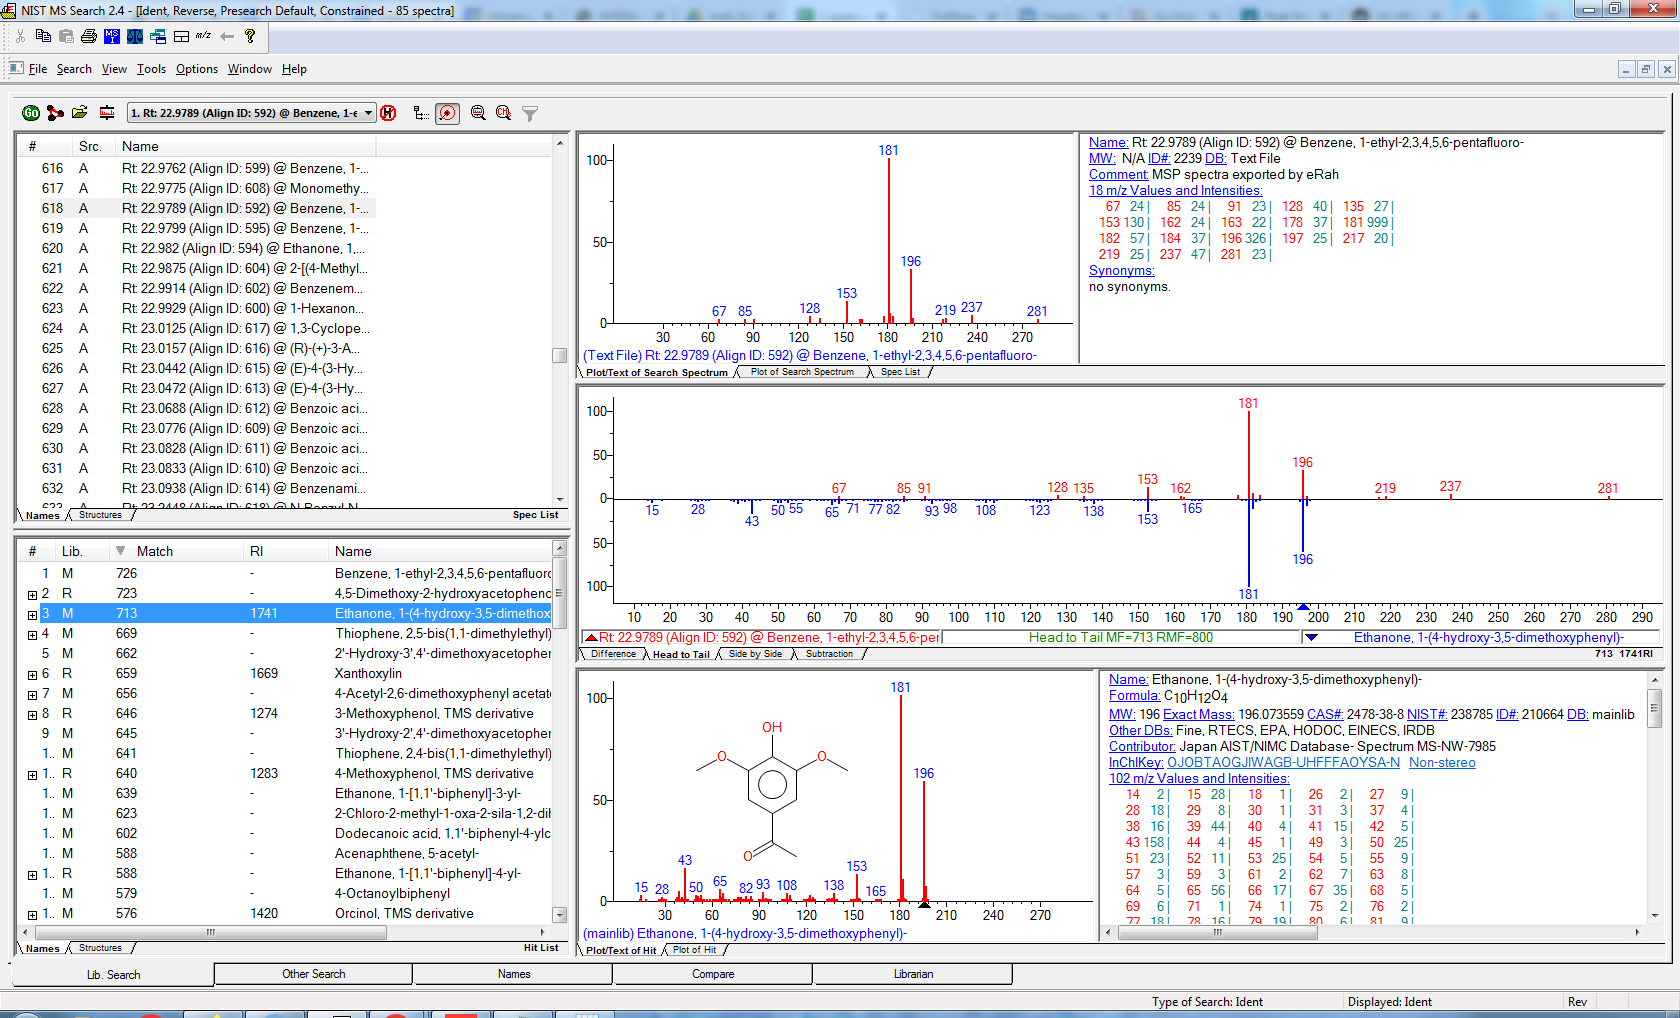 NIST MS Search 2.4 - [Ident, Reverse, Presearch Default, Constrained - 85 spectra]
m/z
File Search View Tools Options Window Help
1. Rt: 22.9789 (Align ID: 592) @ Benzene, 1-e
# Src. Name
616 A Rt: 22.9762 (Align ID: 599) @ Benzene, 1-...
617 A Rt: 22.9775 (Align ID: 608) @ Monomethy...
618 A Rt: 22.9789 (Align ID: 592) @ Benzene, 1-...
619 A Rt: 22.9799 (Align ID: 595) @ Benzene, 1-...
620 A Rt: 22.982 (Align ID: 594) @ Ethanone, 1,...
621 A Rt: 22.9875 (Align ID: 604) @ 2-[(4-Methyl...
622 A Rt: 22.9914 (Align ID: 602) @ Benzenem...
623 A Rt: 22.9929 (Align ID: 600) @ 1-Hexanon...
624 A Rt: 23.0125 (Align ID: 617) @ 1,3-Cyclope...
625 A Rt: 23.0157 (Align ID: 616) @ (R)-(+)-3-A...
626 A Rt: 23.0442 (Align ID: 615) @ (E)-4-(3-Hy...
627 A Rt: 23.0472 (Align ID: 613) @ (E)-4-(3-Hy...
628 A Rt: 23.0688 (Align ID: 612) @ Benzoic aci...
629 A Rt: 23.0776 (Align ID: 609) @ Benzoic aci...
630 A Rt: 23.0828 (Align ID: 611) @ Benzoic aci...
631 A Rt: 23.0833 (Align ID: 610) @ Benzoic aci...
632 A Rt: 23.0938 (Align ID: 614) @ Benzenami...
Names Structures Spec List
# Lib. Match RI Name
1 M 726 - Benzene, 1-ethyl-2,3,4,5,6-pentafluoro
2 R 723 - 4,5-Dimethoxy-2-hydroxyacetopheno
3 M 713 1741 Ethanone, 1-(4-hydroxy-3,5-dimethox
4 M 669 - Thiophene, 2,5-bis(1,1-dimethylethyl)
5 M 662 - 2'-Hydroxy-3',4'-dimethoxyacetopher
6 R 659 1669 Xanthoxylin
7 M 656 - 4-Acetyl-2,6-dimethoxyphenyl acetate
8 R 646 1274 3-Methoxyphenol, TMS derivative
9 M 645 - 3'-Hydroxy-2',4'-dimethoxyacetopher
1.. M 641 Thiophene, 2,4-bis(1,1-dimethylethyl)
1.. R 640 1283 4-Methoxyphenol, TMS derivative
1.. M 639 - Ethanone, 1-[1,1'-biphenyl]-3-yl-
1.. M 623 - 2-Chloro-2-methyl-1-oxa-2-sila-1,2-dil
1.. M 602 - Dodecanoic acid, 1,1'-biphenyl-4-ylc
1.. M 588 - Acenaphthene, 5-acetyl-
1.. R 588 - Ethanone, 1-[1,1'-biphenyl]-4-yl-
1.. M 579 - 4-Octanoylbiphenyl
1.. M 576 1420 Orcinol, TMS derivative
Names Structures Hit List
100 50 0
181 196 153 128 67 85 219 237 281
30 60 90 120 150 180 210 240 270
(Text File) Rt: 22.9789 (Align ID: 592) @ Benzene, 1-ethyl-2,3,4,5,6-pentafluoro-
Plot/Text of Search Spectrum Plot of Search Spectrum Spec List
Name: Rt: 22.9789 (Align ID: 592) @ Benzene, 1-ethyl-2,3,4,5,6-pentafluoro-
MW: N/A ID#: 2239 DB: Text File
Comment: MSP spectra exported by eRah
18 m/z Values and Intensities:
67 24| 85 24| 91 23| 128 40| 135 27|
153 130| 162 24| 163 22| 178 37| 181 999|
182 57| 184 37| 196 326| 197 25| 217 20|
219 25| 237 47| 281 23|
Synonyms:
no synonyms.
100 50 0 50 100
181 196 153 67 85 91 128 135 162 219 237 281
15 28 43 50 55 65 71 77 82 93 98 108 123 138 153 165 196 181
10 20 30 40 50 60 70 80 90 100 110 120 130 140 150 160 170 180 190 200 210 220 230 240 250 260 270 280 290
Rt: 22.9789 (Align ID: 592) @ Benzene, 1-ethyl-2,3,4,5,6-per Head to Tail MF=713 RMF=800 Ethanone, 1-(4-hydroxy-3,5-dimethoxyphenyl)-
Difference Head to Tail Side by Side Subtraction 713 1741RI
100 50 0
181 196 153 43 15 28 50 65 82 93 108 138 165
OH
O O
O
30 60 90 120 150 180 210 240 270
(mainlib) Ethanone, 1-(4-hydroxy-3,5-dimethoxyphenyl)-
Plot/Text of Hit Plot of Hit
Name: Ethanone, 1-(4-hydroxy-3,5-dimethoxyphenyl)-
Formula: C10H12O4
MW: 196 Exact Mass: 196.073559 CAS#: 2478-38-8 NIST#: 238785 ID#: 210664 DB: mainlib
Other DBs: Fine, RTECS, EPA, HODOC, EINECS, IRDB
Contributor: Japan AIST/NIMC Database- Spectrum MS-NW-7985
InChIKey: OJOBTAOGJIWAGB-UHFFFAOYSA-N Non-stereo
102 m/z Values and Intensities:
14 2| 15 28| 18 1| 26 2| 27 9|
28 18| 29 8| 30 1| 31 3| 37 4|
38 16| 39 44| 40 4| 41 15| 42 5|
43 158| 44 4| 45 1| 49 3| 50 25|
51 23| 52 11| 53 25| 54 5| 55 9|
57 3| 59 3| 61 2| 62 7| 63 8|
64 5| 65 56| 66 17| 67 35| 68 5|
69 6| 71 1| 74 1| 75 2| 76 2|
77 18| 78 16| 79 19| 80 6| 81 9|
Lib. Search Other Search Names Compare Librarian
Type of Search: Ident Displayed: Ident Rev